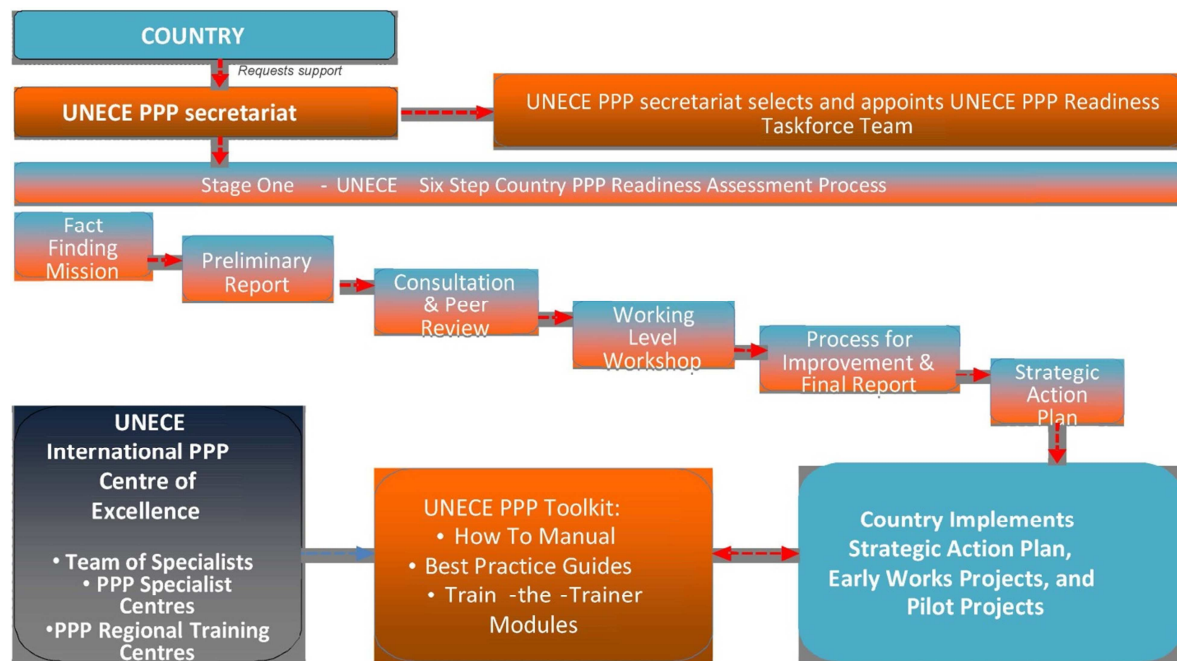 COUNTRY
Requests support
UNECE PPP secretariat
UNECE PPP secretariat selects and appoints UNECE PPP Readiness
Taskforce Team
Stage One - UNECE Six Step Country PPP Readiness Assessment Process
Fact
Finding
Mission
Preliminary
Report
Consultation
& Peer
Review
Working
Level
Workshop
Process for
Improvement &
Final Report
Strategic
Action
Plan
UNECE
International PPP
Centre of
Excellence
• Team of Specialists
• PPP Specialist
Centres
•PPP Regional Training
Centres
UNECE PPP Toolkit:
• How To Manual
• Best Practice Guides
• Train -the -Trainer
Modules
Country Implements
Strategic Action Plan,
Early Works Projects, and
Pilot Projects